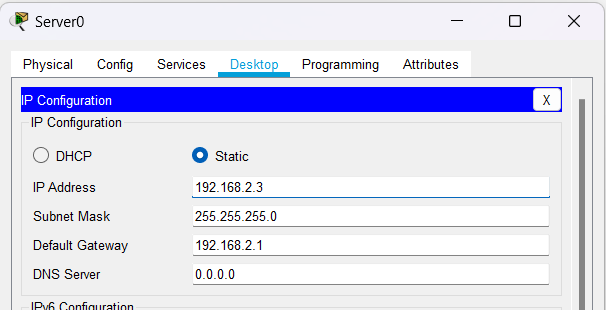 Server0
Physical Config Services Desktop Programming Attributes
IP Configuration X
IP Configuration
DHCP Static
IP Address 192.168.2.3
Subnet Mask 255.255.255.0
Default Gateway 192.168.2.1
DNS Server 0.0.0.0
IPv6 Configuration